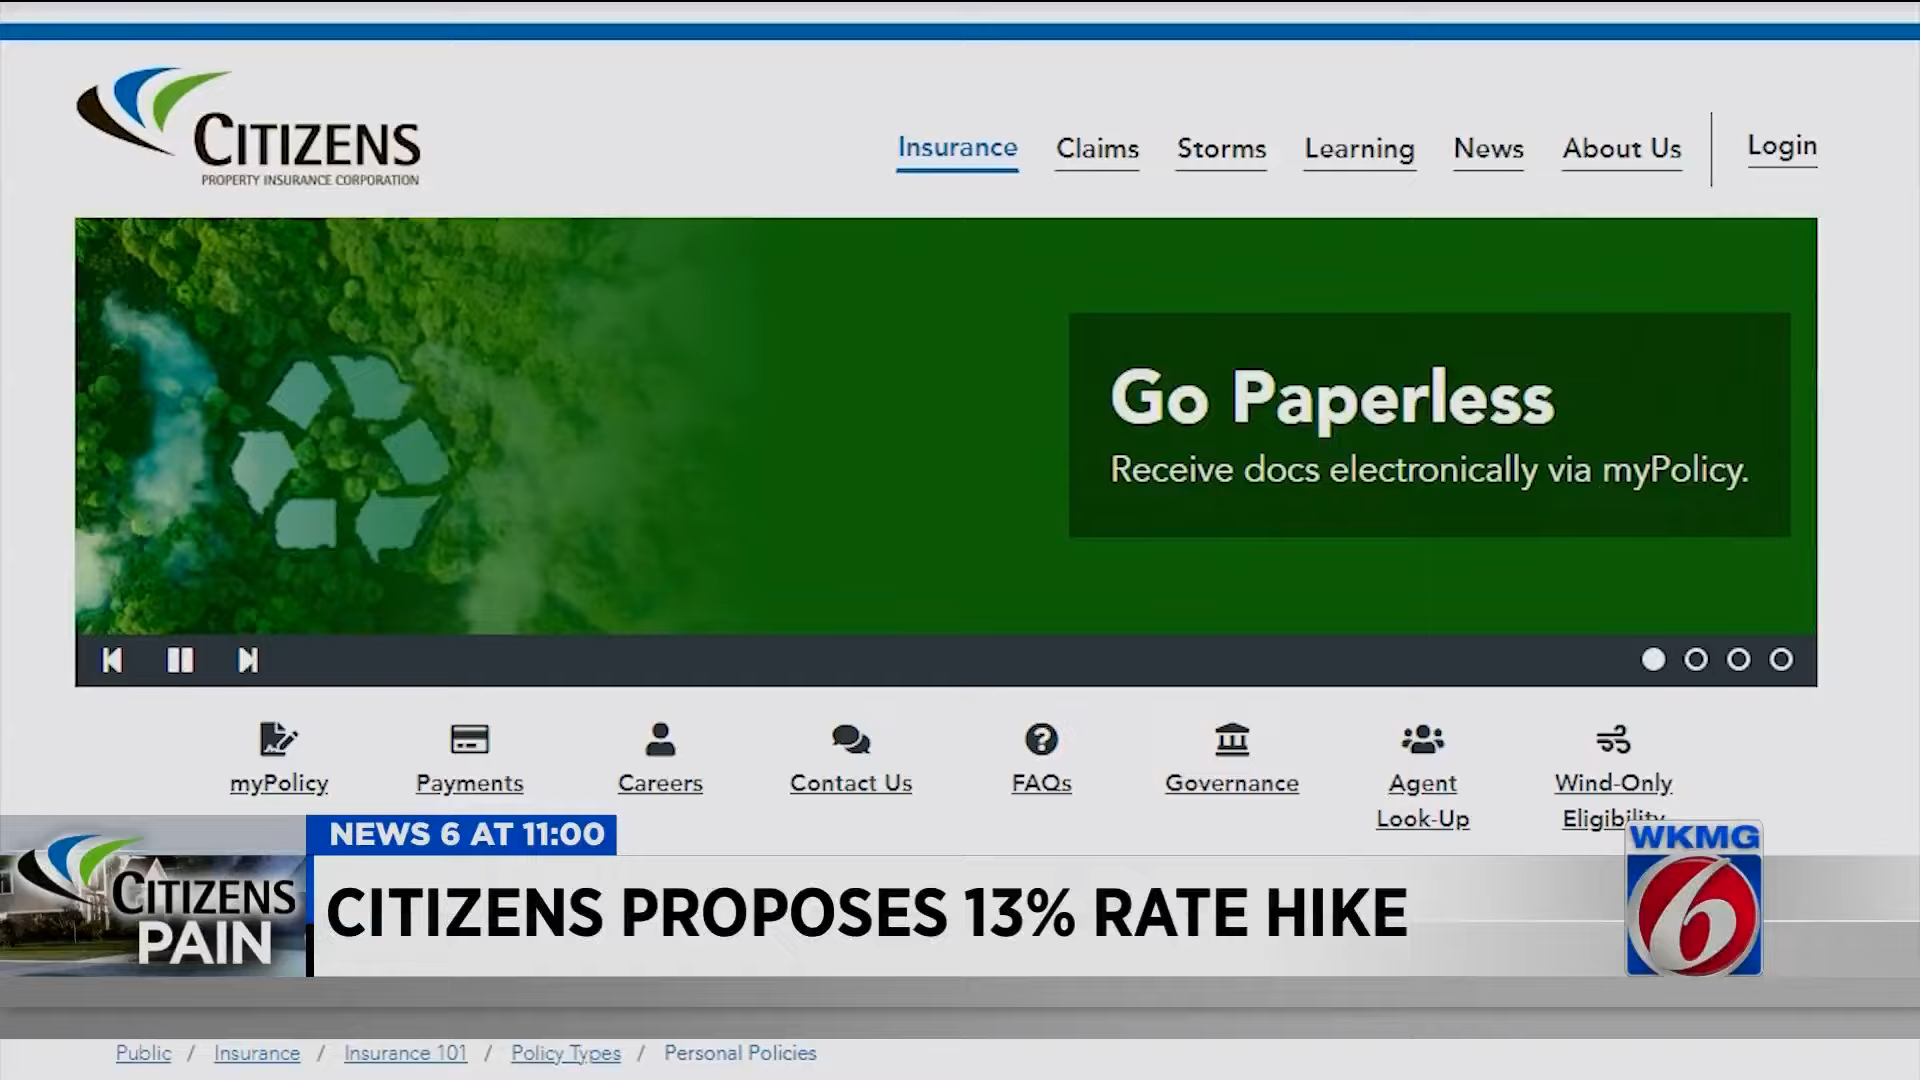 CITIZENS
PROPERTY INSURANCE CORPORATION
Insurance Claims Storms Learning News About Us Login
Go Paperless
Receive docs electronically via myPolicy.
myPolicy Payments Careers Contact Us FAQs Governance Agent Look-Up Wind-Only Eligibility
NEWS 6 AT 11:00
CITIZENS
PAIN
CITIZENS PROPOSES 13% RATE HIKE
WKMG
6
Public / Insurance / Insurance 101 / Policy Types / Personal Policies